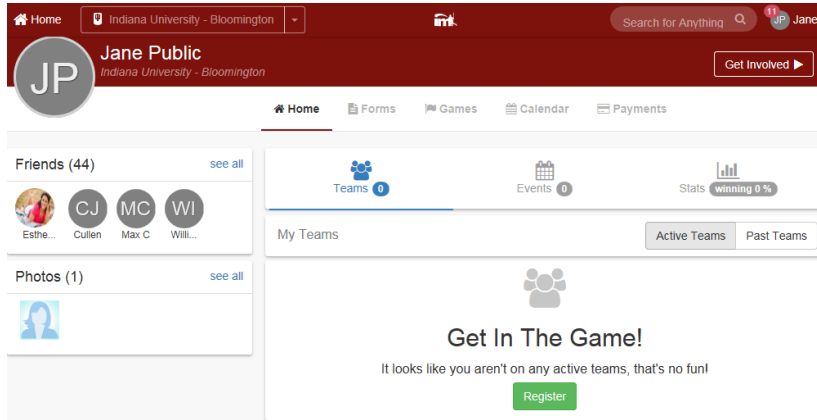 Home
Indiana University - Bloomington
Search for Anything
11
JP Jane
JP
Jane Public
Indiana University - Bloomington
Get Involved
Home Forms Games Calendar Payments
Friends (44) see all
CJ MC WI
Esthe... Cullen Max C Willi...
Photos (1) see all
Teams 0
Events 0
Stats winning 0 %
My Teams
Active Teams Past Teams
Get In The Game!
It looks like you aren't on any active teams, that's no fun!
Register